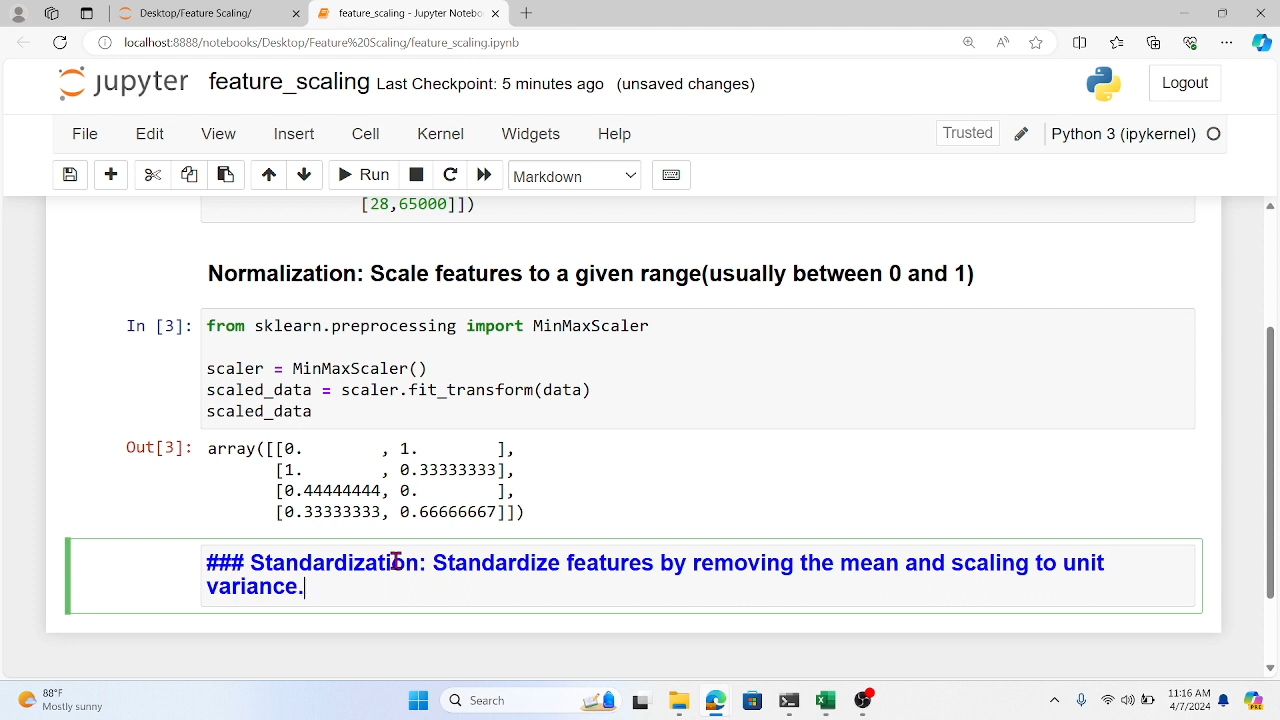 Desktop/Feature Scaling/
feature_scaling - Jupyter Noteb
localhost:8888/notebooks/Desktop/Feature%20Scaling/feature_scaling.ipynb
jupyter feature_scaling Last Checkpoint: 5 minutes ago (unsaved changes)
Logout
File Edit View Insert Cell Kernel Widgets Help
Trusted
Python 3 (ipykernel)
Run
Markdown
[28,65000]])
Normalization: Scale features to a given range(usually between 0 and 1)
In [3]: from sklearn.preprocessing import MinMaxScaler
scaler = MinMaxScaler()
scaled_data = scaler.fit_transform(data)
scaled_data
Out[3]: array([[0. , 1. ],
[1. , 0.33333333],
[0.44444444, 0. ],
[0.33333333, 0.66666667]])
### Standardization: Standardize features by removing the mean and scaling to unit
variance.
88°F
Mostly sunny
Search
11:56 AM
4/7/2024